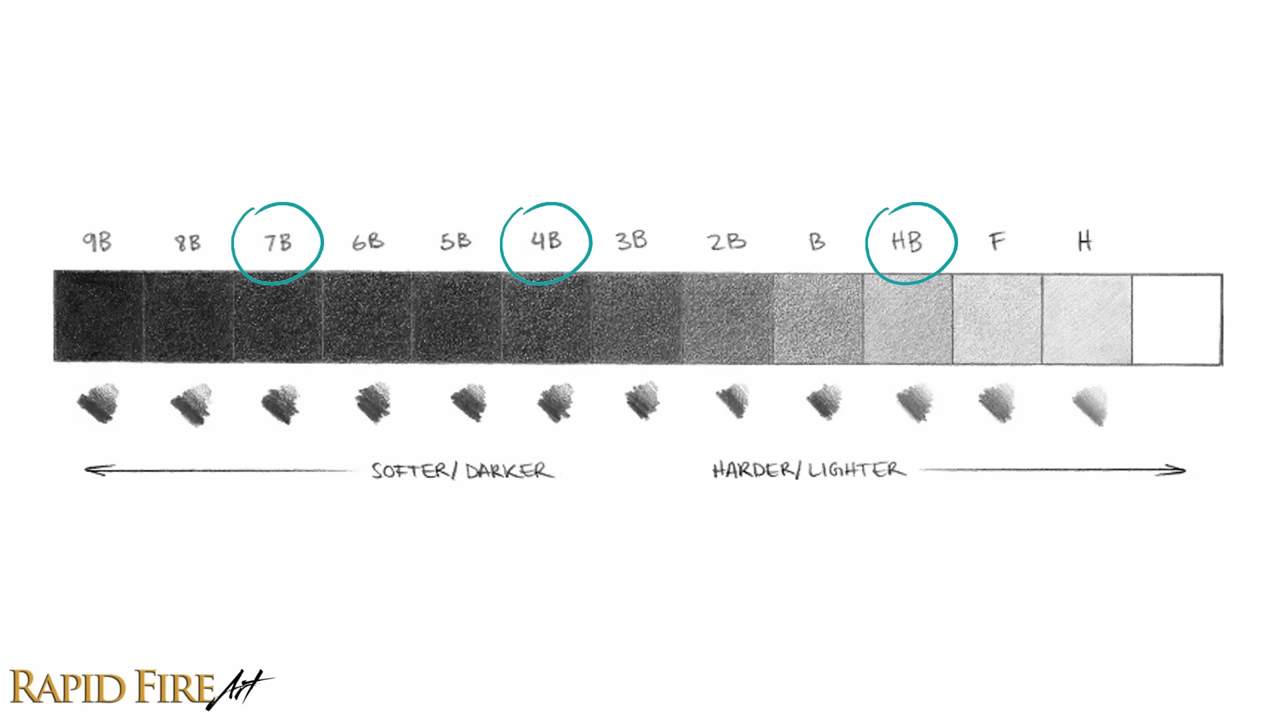 9B 8B 7B 6B 5B 4B 3B 2B B HB F H
SOFTER/DARKER HARDER/LIGHTER
RAPID FIRE Art